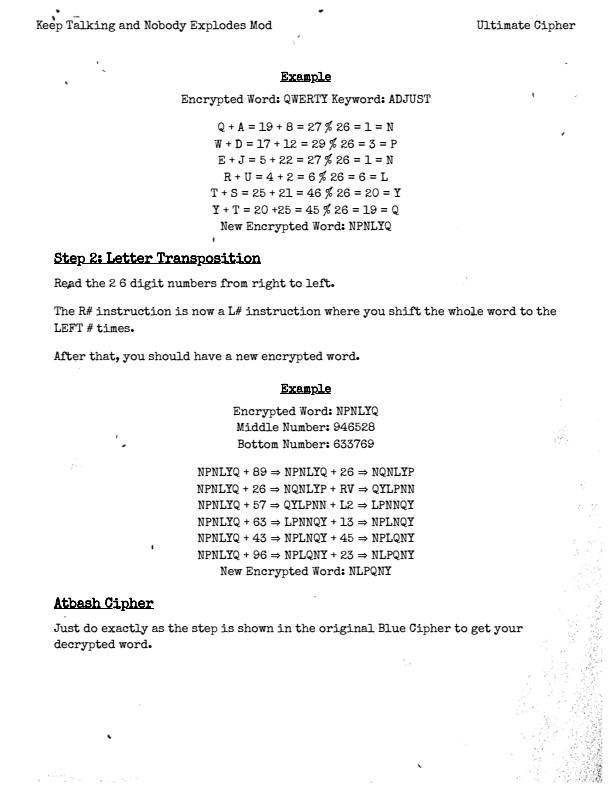 Keep Talking and Nobody Explodes Mod
Ultimate Cipher
Example
Encrypted Word: QWERTY Keyword: ADJUST
Q + A = 19 + 8 = 27 % 26 = 1 = N
W + D = 17 + 12 = 29 % 26 = 3 = P
E + J = 5 + 22 = 27 % 26 = 1 = N
R + U = 4 + 2 = 6 % 26 = 6 = L
T + S = 25 + 21 = 46 % 26 = 20 = Y
Y + T = 20 +25 = 45 % 26 = 19 = Q
New Encrypted Word: NPNLYQ
Step 2: Letter Transposition
Read the 2 6 digit numbers from right to left.
The R# instruction is now a L# instruction where you shift the whole word to the
LEFT # times.
After that, you should have a new encrypted word.
Example
Encrypted Word: NPNLYQ
Middle Number: 946528
Bottom Number: 633769
NPNLYQ + 89 ⇒ NPNLYQ + 26 ⇒ NQNLYP
NPNLYQ + 26 ⇒ NQNLYP + RV ⇒ QYLPNN
NPNLYQ + 57 ⇒ QYLPNN + L2 ⇒ LPNNQY
NPNLYQ + 63 ⇒ LPNNQY + 13 ⇒ NPLNQY
NPNLYQ + 43 ⇒ NPLNQY + 45 ⇒ NPLQNY
NPNLYQ + 96 ⇒ NPLQNY + 23 ⇒ NLPQNY
New Encrypted Word: NLPQNY
Atbash Cipher
Just do exactly as the step is shown in the original Blue Cipher to get your
decrypted word.